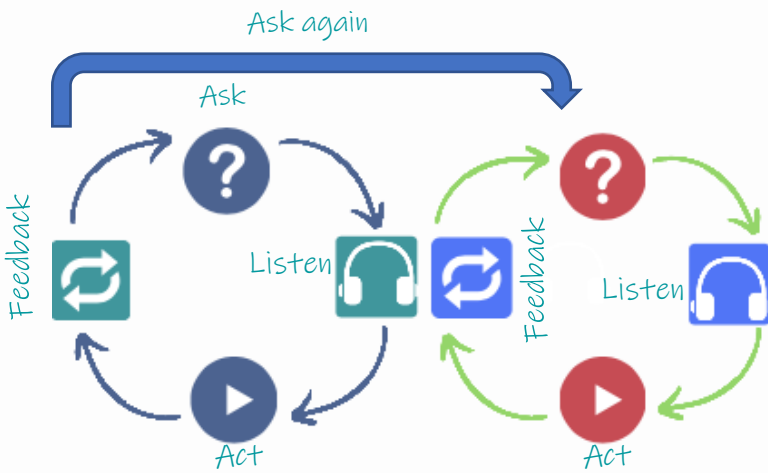 Ask again
Ask
Feedback
Listen
Act
Feedback
Listen
Act